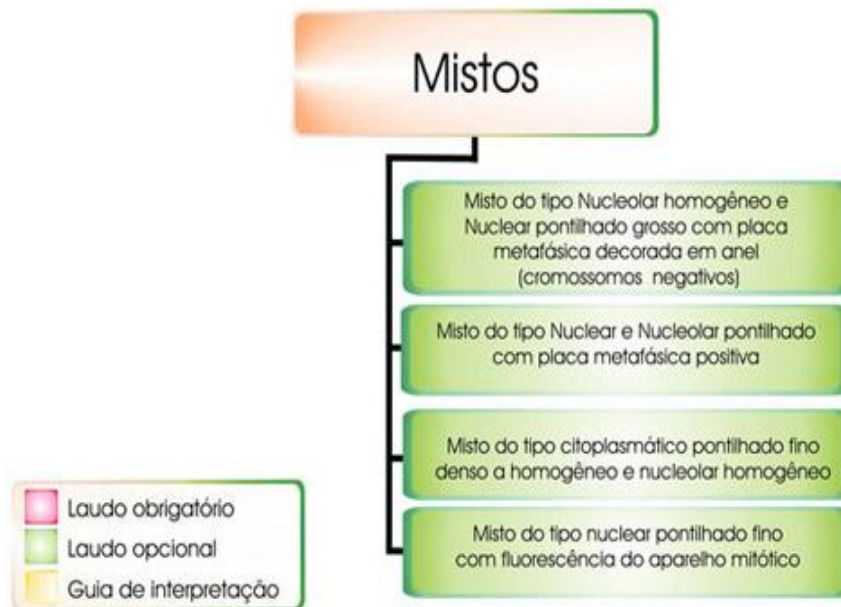 Mistos
Misto do tipo Nucleolar homogêneo e
Nuclear pontilhado grosso com placa
metafásica decorada em anel
(cromossomos negativos)
Misto do tipo Nuclear e Nucleolar pontilhado
com placa metafásica positiva
Misto do tipo citoplasmático pontilhado fino
denso a homogêneo e nucleolar homogêneo
Misto do tipo nuclear pontilhado fino
com fluorescência do aparelho mitótico
Laudo obrigatório
Laudo opcional
Guia de interpretação